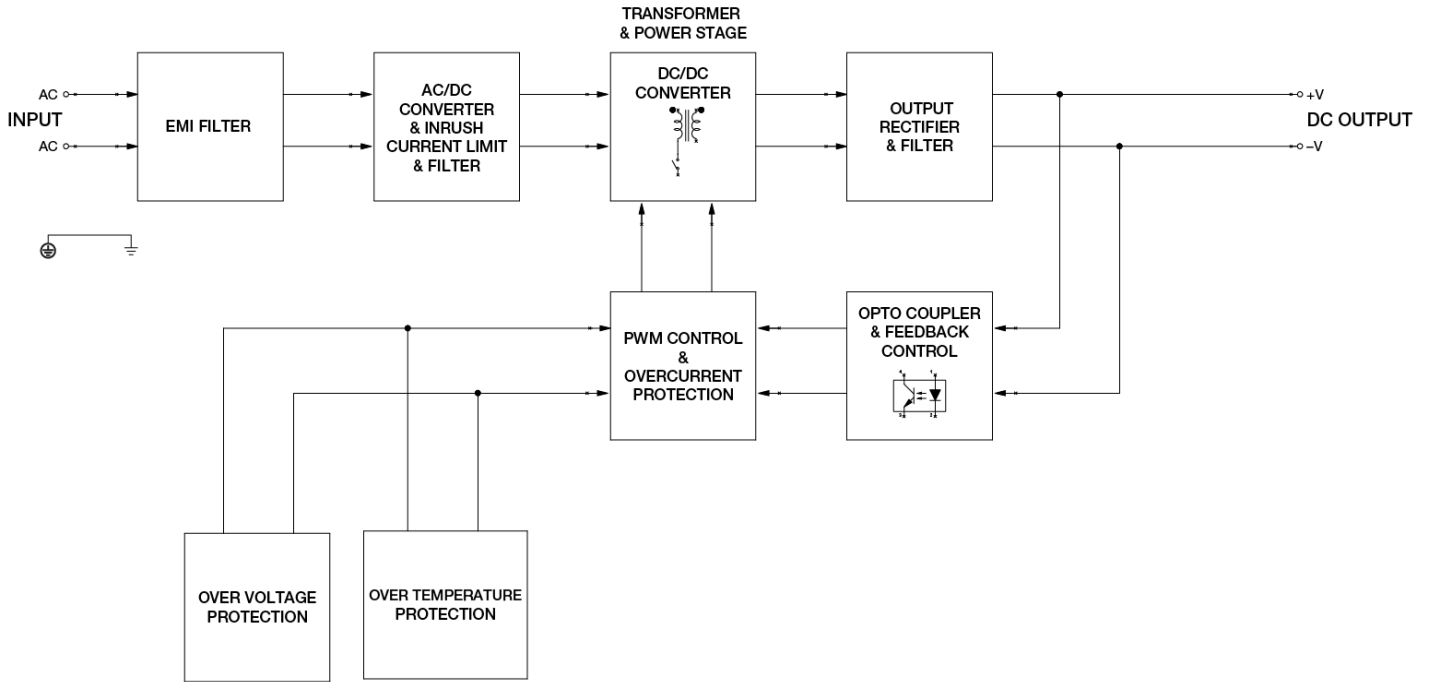 TRANSFORMER
& POWER STAGE
AC
INPUT
AC
EMI FILTER
AC/DC
CONVERTER
& INRUSH
CURRENT LIMIT
& FILTER
DC/DC
CONVERTER
OUTPUT
RECTIFIER
& FILTER
+V
DC OUTPUT
–V
PWM CONTROL
&
OVERCURRENT
PROTECTION
OPTO COUPLER
& FEEDBACK
CONTROL
OVER VOLTAGE
PROTECTION
OVER TEMPERATURE
PROTECTION